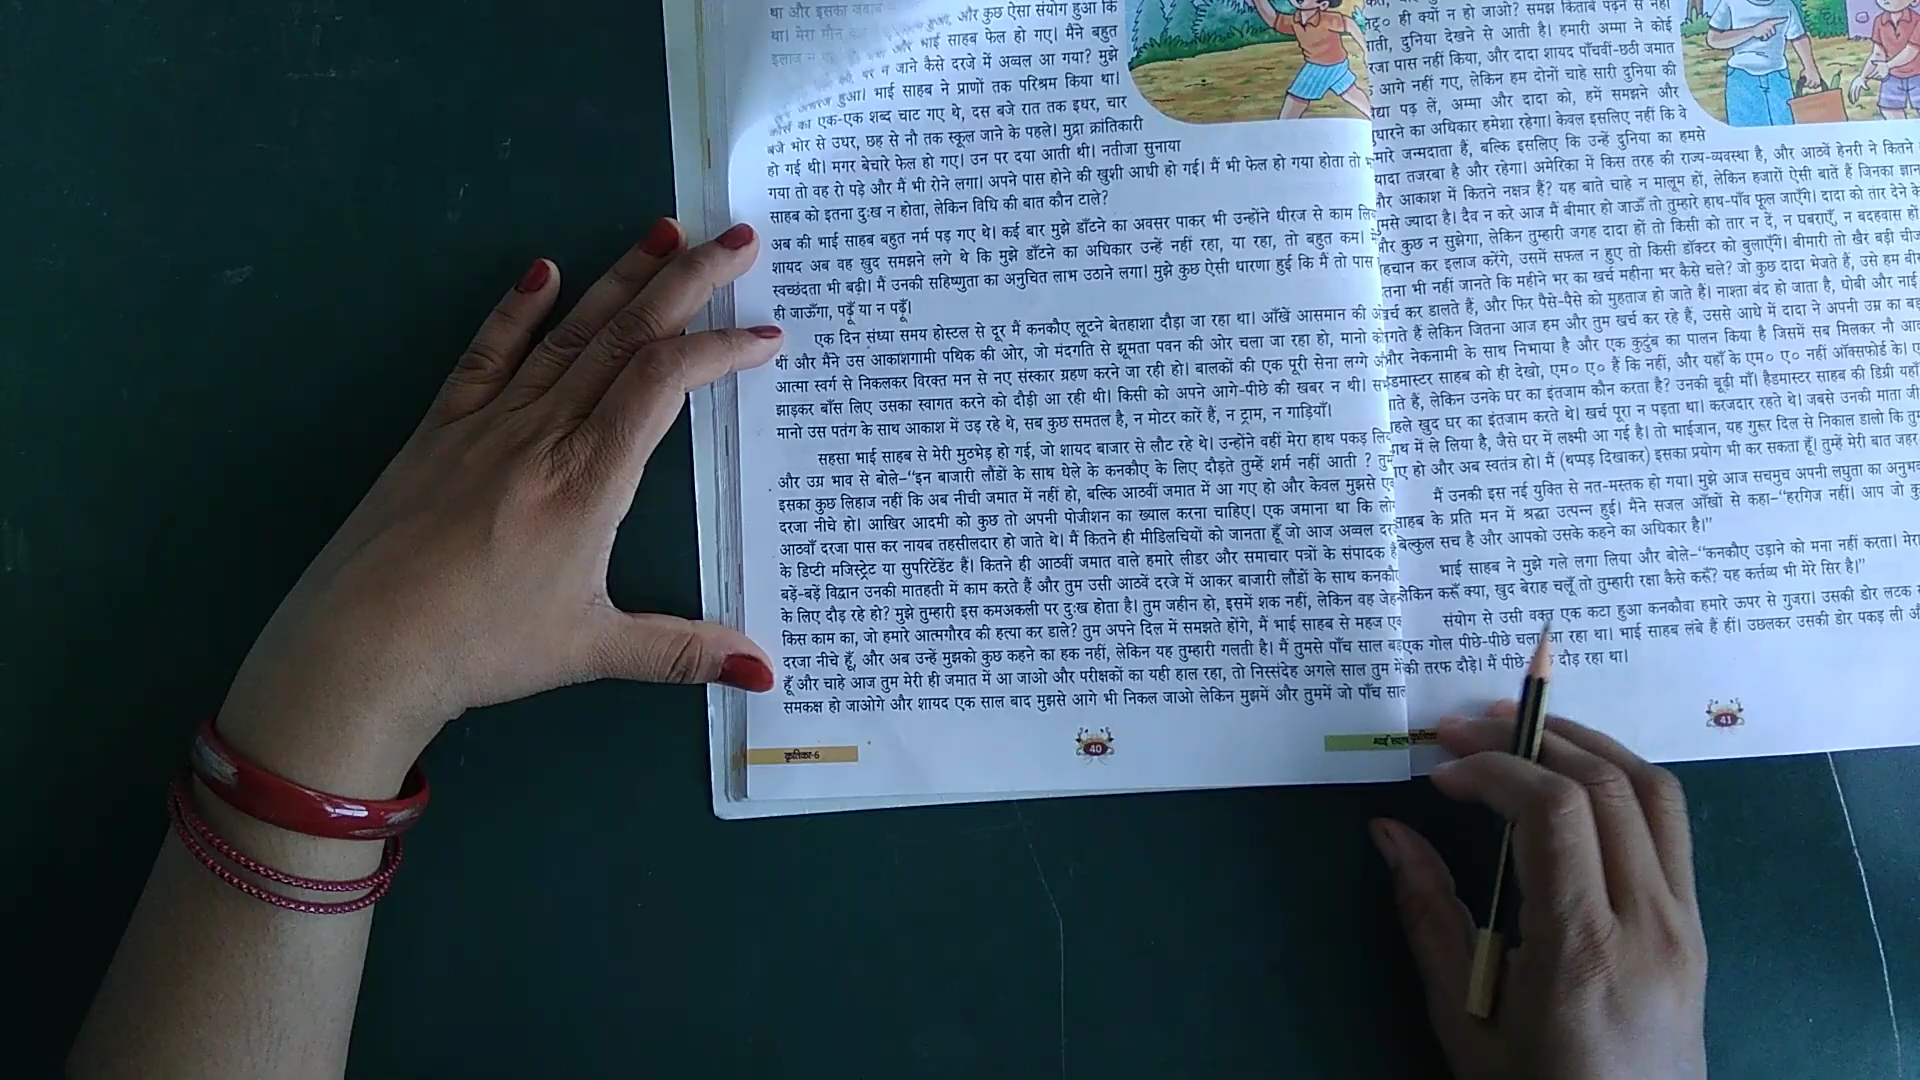 था और इसका जवाब
था। मेरा मौन हुआ, और कुछ ऐसा संयोग हुआ कि
इलाज न और भाई साहब फेल हो गए। मैंने बहुत
पर न जाने कैसे दरजे में अव्वल आ गया? मुझे
अचरज हुआ। भाई साहब ने प्राणों तक परिश्रम किया था।
कोर्स का एक-एक शब्द चाट गए थे, दस बजे रात तक इधर, चार
बजे भोर से उधर, छह से नौ तक स्कूल जाने के पहले। मुद्रा क्रांतिकारी
हो गई थी। मगर बेचारे फेल हो गए। उन पर दया आती थी। नतीजा सुनाया
गया तो वह रो पड़े और मैं भी रोने लगा। अपने पास होने की खुशी आधी हो गई। मैं भी फेल हो गया होता तो
साहब को इतना दुःख न होता, लेकिन विधि की बात कौन टाले?
अब की भाई साहब बहुत नर्म पड़ गए थे। कई बार मुझे डाँटने का अवसर पाकर भी उन्होंने धीरज से काम
शायद अब वह खुद समझने लगे थे कि मुझे डाँटने का अधिकार उन्हें नहीं रहा, या रहा, तो बहुत कम।
स्वच्छंदता भी बढ़ी। मैं उनकी सहिष्णुता का अनुचित लाभ उठाने लगा। मुझे कुछ ऐसी धारणा हुई कि मैं तो पास
ही जाऊँगा, पढ़ूँ या न पढ़ूँ।
एक दिन संध्या समय होस्टल से दूर मैं कनकौए लूटने बेतहाशा दौड़ा जा रहा था। आँखें आसमान की
थीं और मैंने उस आकाशगामी पथिक की ओर, जो मंदगति से झूमता पवन की ओर चला जा रहा हो, मानो
आत्मा स्वर्ग से निकलकर विरक्त मन से नए संस्कार ग्रहण करने जा रही हो। बालकों की एक पूरी सेना लग्गे
झाड़कर बाँस लिए उसका स्वागत करने को दौड़ी आ रही थी। किसी को अपने आगे-पीछे की खबर न थी।
मानो उस पतंग के साथ आकाश में उड़ रहे थे, सब कुछ समतल है, न मोटर कारें हैं, न ट्राम, न गाड़ियाँ।
सहसा भाई साहब से मेरी मुठभेड़ हो गई, जो शायद बाजार से लौट रहे थे। उन्होंने वहीं मेरा हाथ पकड़
और उग्र भाव से बोले–“इन बाजारी लौंडों के साथ धेले के कनकौए के लिए दौड़ते तुम्हें शर्म नहीं आती ?
इसका कुछ लिहाज नहीं कि अब नीची जमात में नहीं हो, बल्कि आठवीं जमात में आ गए हो और केवल मुझसे
दरजा नीचे हो। आखिर आदमी को कुछ तो अपनी पोजीशन का ख्याल करना चाहिए। एक जमाना था कि
आठवाँ दरजा पास कर नायब तहसीलदार हो जाते थे। मैं कितने ही मीडिलचियों को जानता हूँ जो आज अव्वल
के डिप्टी मजिस्ट्रेट या सुपरिटेंडेंट हैं। कितने ही आठवीं जमात वाले हमारे लीडर और समाचार पत्रों के संपादक
बड़ें-बड़ें विद्वान उनकी मातहती में काम करते हैं और तुम उसी आठवें दरजे में आकर बाजारी लौंडों के साथ
के लिए दौड़ रहे हो? मुझे तुम्हारी इस कमअकली पर दुःख होता है। तुम जहीन हो, इसमें शक नहीं, लेकिन वह
किस काम का, जो हमारे आत्मगौरव की हत्या कर डाले? तुम अपने दिल में समझते होंगे, मैं भाई साहब से महज
दरजा नीचे हूँ, और अब उन्हें मुझको कुछ कहने का हक नहीं, लेकिन यह तुम्हारी गलती है। मैं तुमसे पाँच साल
हूँ और चाहे आज तुम मेरी ही जमात में आ जाओ और परीक्षकों का यही हाल रहा, तो निस्संदेह अगले साल तुम
समकक्ष हो जाओगे और शायद एक साल बाद मुझसे आगे भी निकल जाओ लेकिन मुझमें और तुममें जो पाँच
कृतिका-6
40
ही क्यों न हो जाओ? समझ किताबें पढ़ने से नहीं
दुनिया देखने से आती है। हमारी अम्मा ने कोई
पास नहीं किया, और दादा शायद पाँचवीं-छठी जमात
आगे नहीं गए, लेकिन हम दोनों चाहे सारी दुनिया की
पढ़ लें, अम्मा और दादा को, हमें समझने और
का अधिकार हमेशा रहेगा। केवल इसलिए नहीं कि वे
जन्मदाता हैं, बल्कि इसलिए कि उन्हें दुनिया का हमसे
तजरबा है और रहेगा। अमेरिका में किस तरह की राज्य-व्यवस्था है, और आठवें हेनरी ने कितने
आकाश में कितने नक्षत्र हैं? यह बाते चाहे न मालूम हों, लेकिन हजारों ऐसी बातें हैं जिनका ज्ञान
ज्यादा है। दैव न करे आज मैं बीमार हो जाऊँ तो तुम्हारे हाथ-पाँव फूल जाएँगे। दादा को तार देने के
कुछ न सुझेगा, लेकिन तुम्हारी जगह दादा हों तो किसी को तार न दें, न घबराएँ, न बदहवास
कर इलाज करेंगे, उसमें सफल न हुए तो किसी डॉक्टर को बुलाएँगे। बीमारी तो खैर बड़ी
भी नहीं जानते कि महीने भर का खर्च महीना भर कैसे चले? जो कुछ दादा भेजते हैं, उसे हम
कर डालते हैं, और फिर पैसे-पैसे को मुहताज हो जाते हैं। नाश्ता बंद हो जाता है, धोबी और नाई
हैं लेकिन जितना आज हम और तुम खर्च कर रहे हैं, उससे आधे में दादा ने अपनी उम्र का
नेकनामी के साथ निभाया है और एक कुटुंब का पालन किया है जिसमें सब मिलकर नौ
साहब को ही देखो, एम० ए० हैं कि नहीं, और यहाँ के एम० ए० नहीं ऑक्सफोर्ड के।
हैं, लेकिन उनके घर का इंतजाम कौन करता है? उनकी बूढ़ी माँ। हैडमास्टर साहब की डिग्री यहाँ
खुद घर का इंतजाम करते थे। खर्च पूरा न पड़ता था। करजदार रहते थे। जबसे उनकी माता
में ले लिया है, जैसे घर में लक्ष्मी आ गई है। तो भाईजान, यह गुरूर दिल से निकाल डालो कि
हो और अब स्वतंत्र हो। मैं (थप्पड़ दिखाकर) इसका प्रयोग भी कर सकता हूँ। तुम्हें मेरी बात जहर
मैं उनकी इस नई युक्ति से नत-मस्तक हो गया। मुझे आज सचमुच अपनी लघुता का
साहब के प्रति मन में श्रद्धा उत्पन्न हुई। मैंने सजल आँखों से कहा–“हरगिज नहीं। आप जो
बिल्कुल सच है और आपको उसके कहने का अधिकार है।”
भाई साहब ने मुझे गले लगा लिया और बोले–“कनकौए उड़ाने को मना नहीं करता। मेरा
लेकिन करूँ क्या, खुद बेराह चलूँ तो तुम्हारी रक्षा कैसे करूँ? यह कर्त्तव्य भी मेरे सिर है।”
संयोग से उसी वक्त एक कटा हुआ कनकौवा हमारे ऊपर से गुजरा। उसकी डोर लटक
एक गोल पीछे-पीछे चला आ रहा था। भाई साहब लंबे हैं हीं। उछलकर उसकी डोर पकड़ ली
की तरफ दौड़े। मैं पीछे- दौड़ रहा था।
41